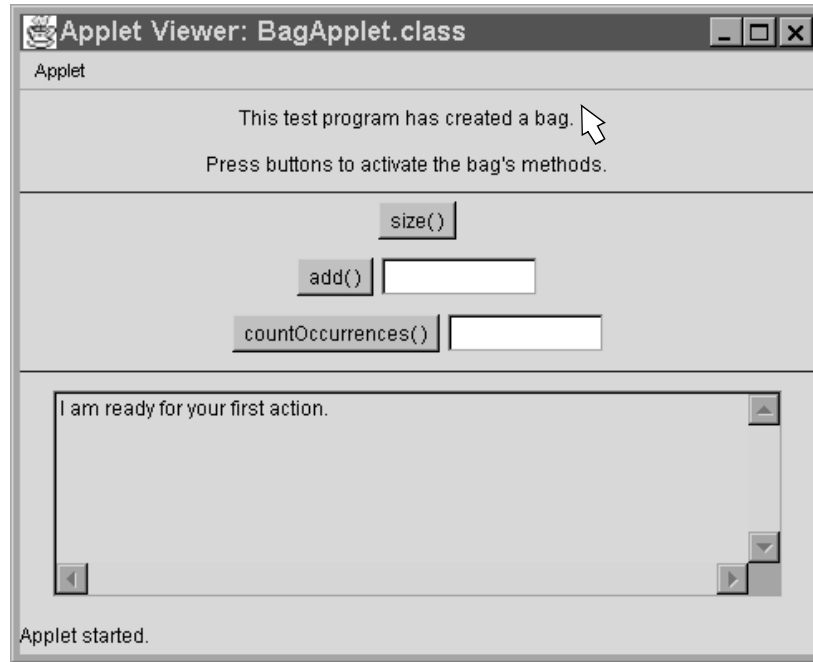 Applet Viewer: BagApplet.class
Applet
This test program has created a bag.
Press buttons to activate the bag's methods.
size()
add()
countOccurrences()
I am ready for your first action.
Applet started.